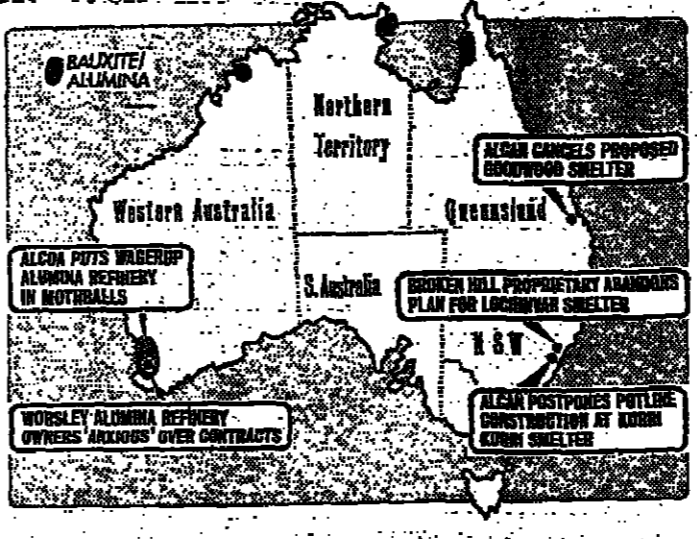 BAUXITE/
ALUMINA
Northern
Territory
ALCAN CANCELS PROPOSED
GOODWOOD SMELTER
Western Australia
Queensland
ALCOA PUTS WAGERUP
ALUMINA REFINERY
IN MOTHBALLS
S. Australia
BROKEN HILL PROPRIETARY ABANDONS
PLAN FOR LOCHINVAR SMELTER
N S W
WORSLEY ALUMINA REFINERY
OWNERS 'ANXIOUS' OVER CONTRACTS
ALCAN POSTPONES POTLINE
CONSTRUCTION AT KURRI
KURRI SMELTER